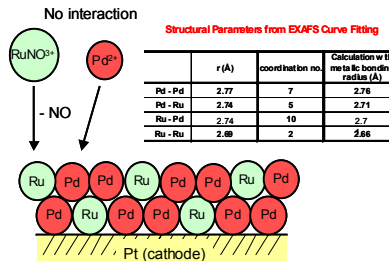 No interaction
RuNO³⁺
Pd²⁺
- NO
Structural Parameters from EXAFS Curve Fitting
r (Å) coordination no. Calculation with metallic bonding radius (Å)
Pd - Pd 2.77 7 2.76
Pd - Ru 2.74 5 2.71
Ru - Pd 2.74 10 2.7
Ru - Ru 2.69 2 2.66
Ru Pd Pd Ru Pd Pd Ru Pd
Pd Ru Pd Pd Ru Pd
Pt (cathode)